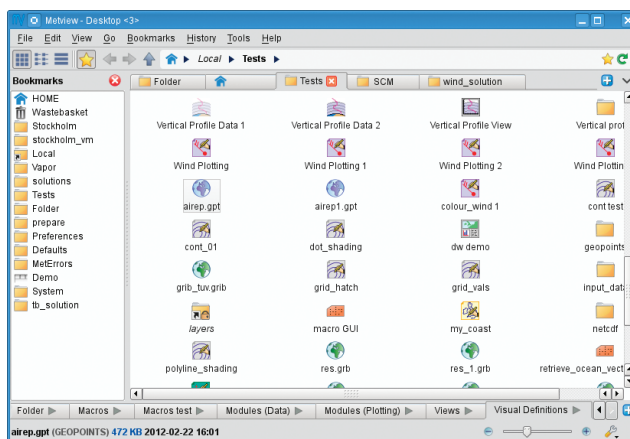 Metview - Desktop <3>
File Edit View Go Bookmarks History Tools Help
Local Tests
Bookmarks
Folder Tests SCM wind_solution
HOME
Wastebasket
Stockholm
stockholm_vm
Local
Vapor
solutions
Tests
Folder
prepare
Preferences
Defaults
MetErrors
Demo
System
tb_solution
Vertical Profile Data 1 Vertical Profile Data 2 Vertical Profile View Vertical prof
Wind Plotting Wind Plotting 1 Wind Plotting 2 Wind Plottin
airep.gpt airep1.gpt colour_wind 1 cont test
cont_01 dot_shading dw demo geopoints
grib_tuv.grib grid_hatch grid_vals input_data
layers macro GUI my_coast netcdf
polyline_shading res.grb res_1.grb retrieve_ocean_vect
Folder Macros Macros test Modules (Data) Modules (Plotting) Views Visual Definitions
airep.gpt (GEOPOINTS) 472 KB 2012-02-22 16:01